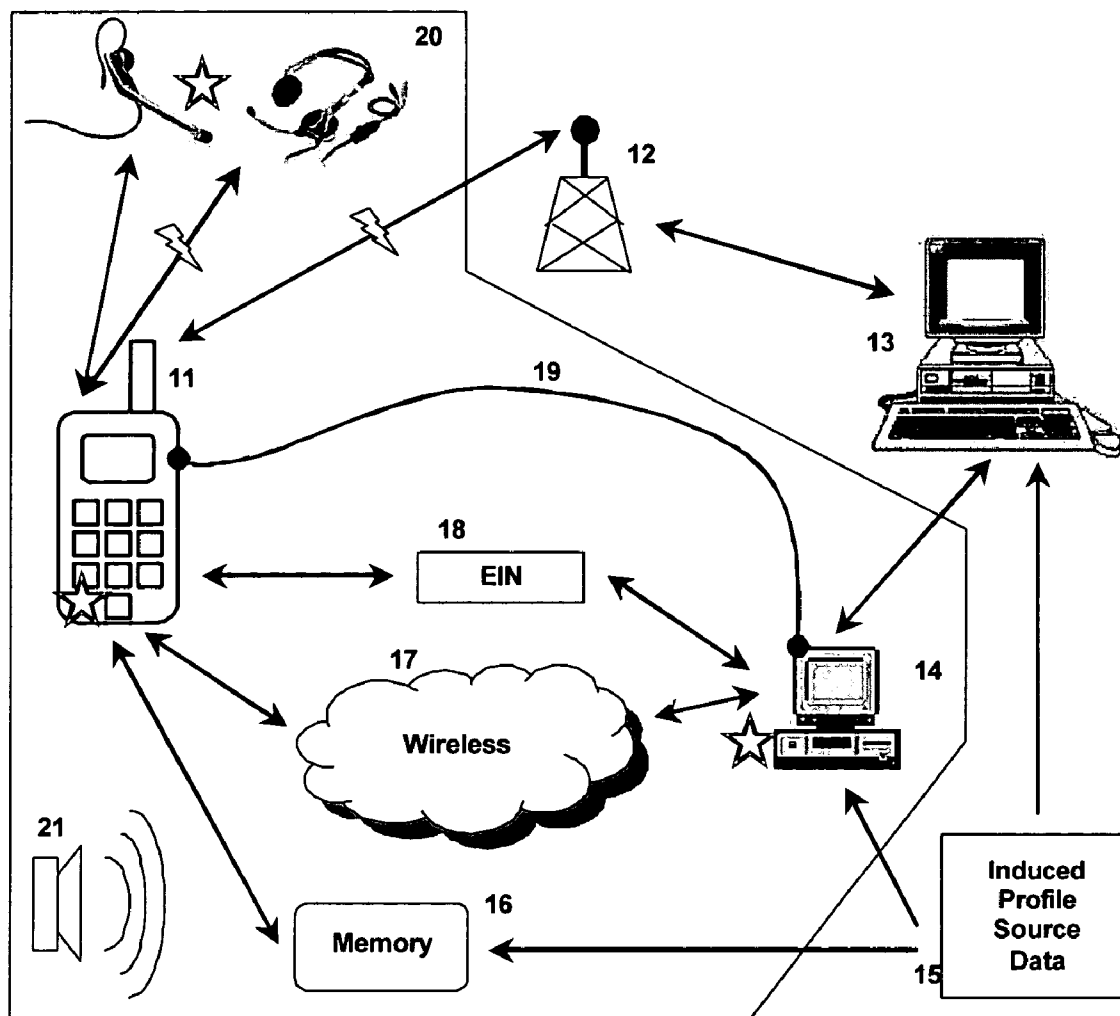 20
12
13
11
19
18
EIN
17
14
Wireless
21
16
Memory
Induced
Profile
Source
Data
15